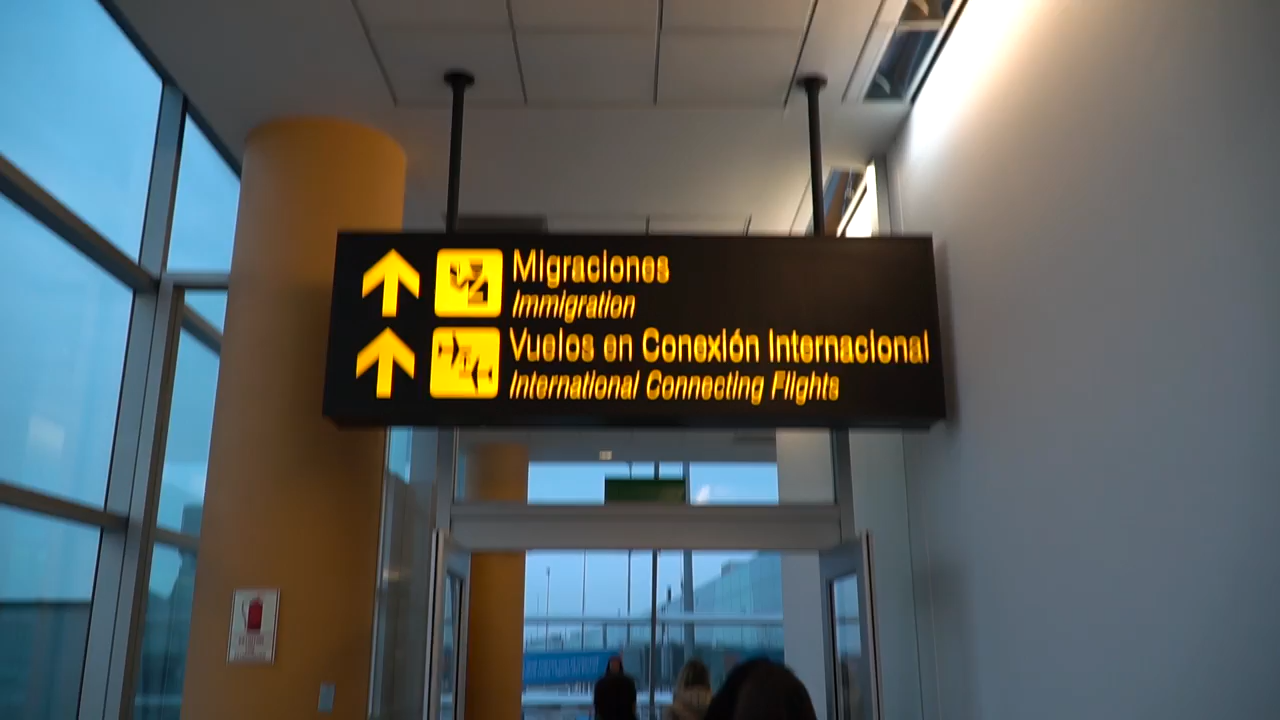 Migraciones
Immigration
Vuelos en Conexión Internacional
International Connecting Flights